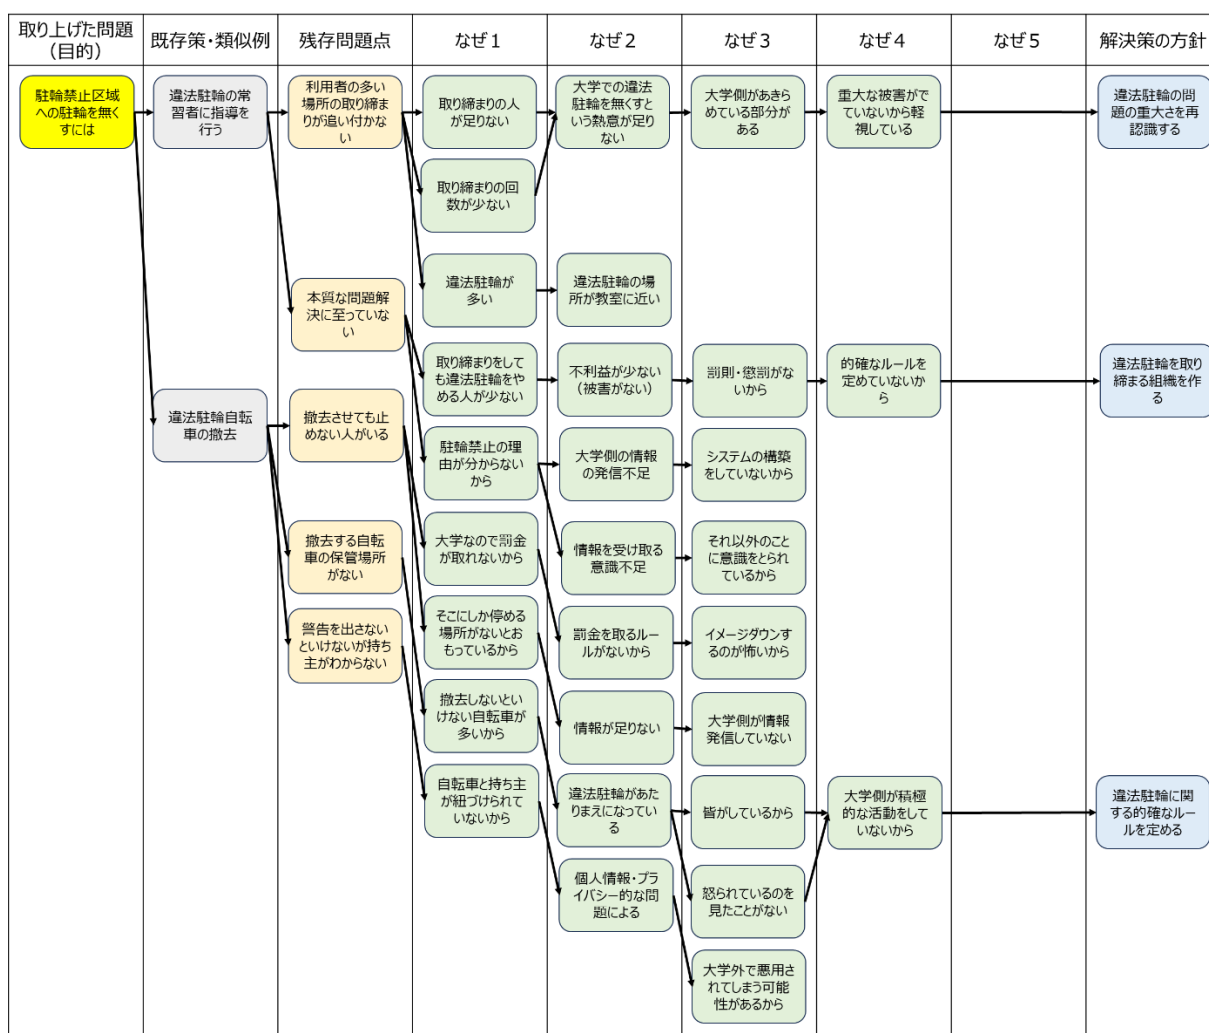 取り上げた問題
（目的）
既存策・類似例
残存問題点
なぜ１
なぜ２
なぜ３
なぜ４
なぜ５
解決策の方針
駐輪禁止区域
への駐輪を無く
すには
違法駐輪の常
習者に指導を
行う
違法駐輪自転
車の撤去
利用者の多い
場所の取り締ま
りが追い付かな
い
本質な問題解
決に至っていな
い
撤去させても止
めない人がいる
撤去する自転
車の保管場所
がない
警告を出さない
といけないが持ち
主がわからない
取り締まりの人
が足りない
取り締まりの回
数が少ない
違法駐輪が
多い
取り締まりをして
も違法駐輪をや
める人が少ない
駐輪禁止の理
由が分からない
から
大学なので罰金
が取れないから
そこにしか停める
場所がないとお
もっているから
撤去しないとい
けない自転車が
多いから
自転車と持ち主
が紐づけられて
いないから
大学での違法
駐輪を無くすと
いう熱意が足り
ない
違法駐輪の場
所が教室に近い
不利益が少ない
（被害がない）
大学側の情報
の発信不足
情報を受け取る
意識不足
罰金を取るルー
ルがないから
情報が足りない
違法駐輪があた
りまえになってい
る
個人情報・プラ
イバシー的な問
題による
大学側があきら
めている部分が
ある
罰則・懲罰がな
いから
システムの構築
をしていないから
それ以外のこと
に意識をとられ
ているから
イメージダウンす
るのが怖いから
大学側が情報
発信していない
皆がしているから
怒られているのを
見たことがない
大学外で悪用さ
れてしまう可能
性があるから
重大な被害がで
ていないから軽
視している
的確なルールを
定めていないか
ら
大学側が積極
的な活動をして
いないから
違法駐輪の問
題の重大さを再
認識する
違法駐輪を取り
締まる組織を作
る
違法駐輪に関
する的確なルー
ルを定める